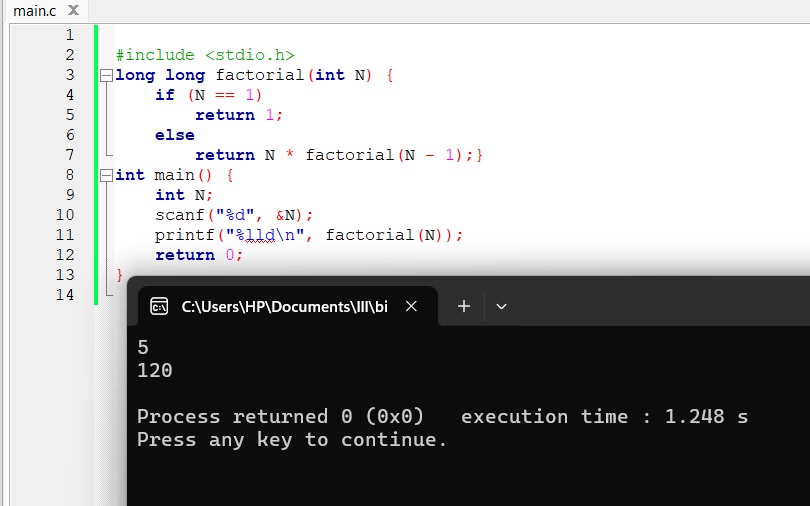 main.c
1
2 #include <stdio.h>
3 long long factorial(int N) {
4     if (N == 1)
5         return 1;
6     else
7         return N * factorial(N - 1);}
8 int main() {
9     int N;
10     scanf("%d", &N);
11     printf("%lld\n", factorial(N));
12     return 0;
13 }
14
C:\Users\HP\Documents\lll\bi
5
120
Process returned 0 (0x0)   execution time : 1.248 s
Press any key to continue.